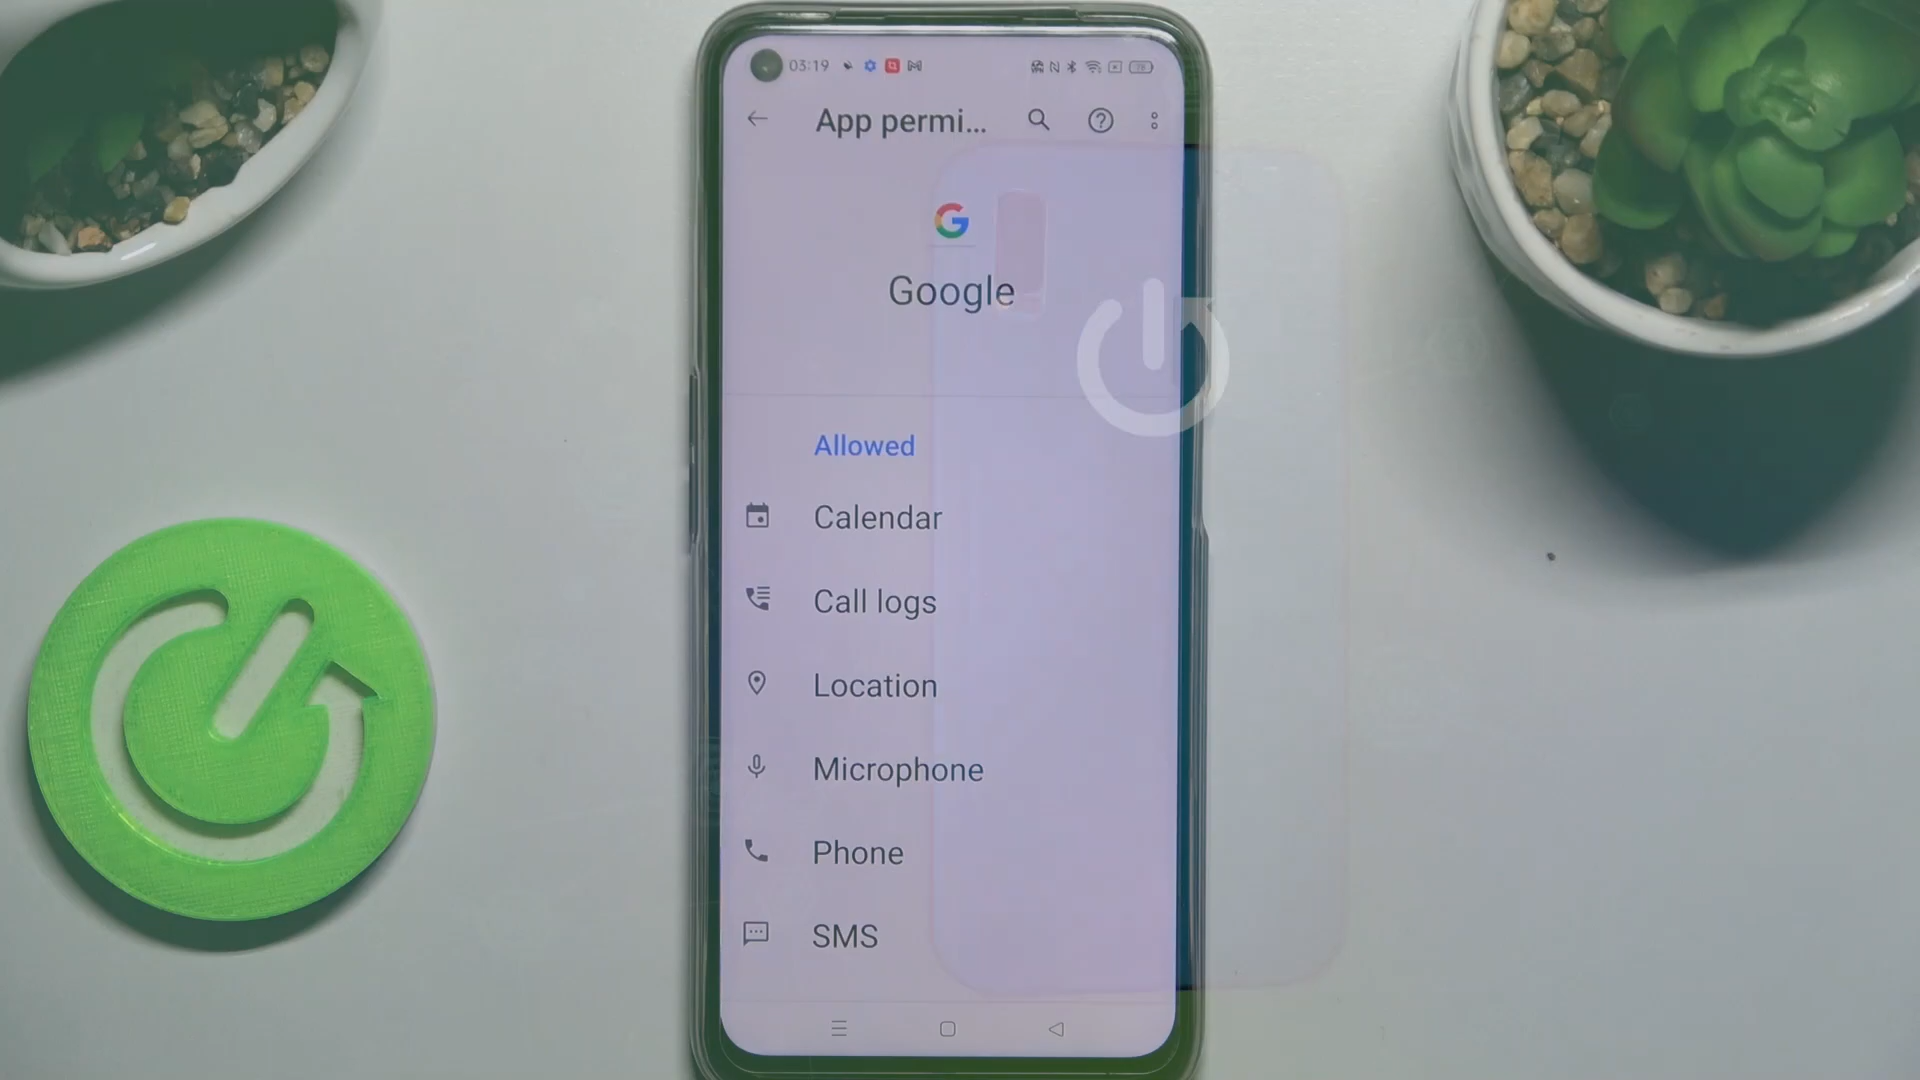 03:19
App permi...
Google
Allowed
Calendar
Call logs
Location
Microphone
Phone
SMS